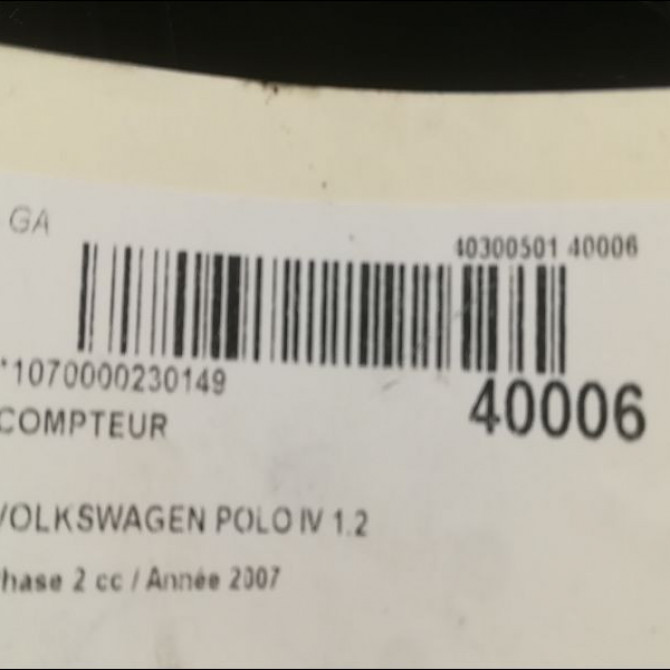 GA
40300501 40006
*1070000230149
40006
COMPTEUR
VOLKSWAGEN POLO IV 1.2
hase 2 cc / Année 2007